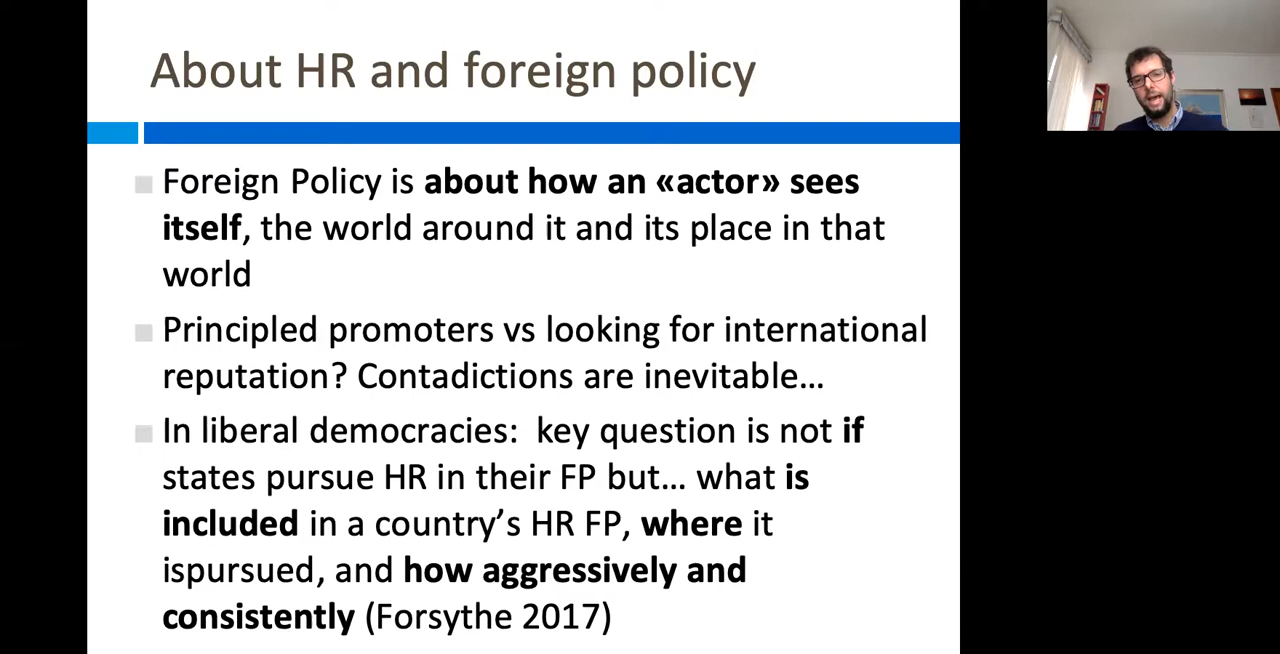 About HR and foreign policy
Foreign Policy is about how an «actor» sees
itself, the world around it and its place in that
world
Principled promoters vs looking for international
reputation? Contadictions are inevitable…
In liberal democracies:  key question is not if
states pursue HR in their FP but… what is
included in a country’s HR FP, where it
ispursued, and how aggressively and
consistently (Forsythe 2017)